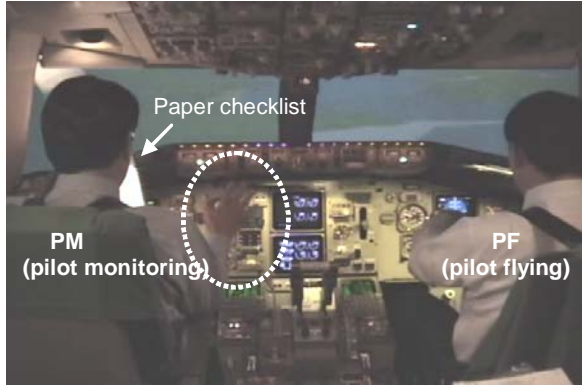 Paper checklist
PM
(pilot monitoring)
PF
(pilot flying)